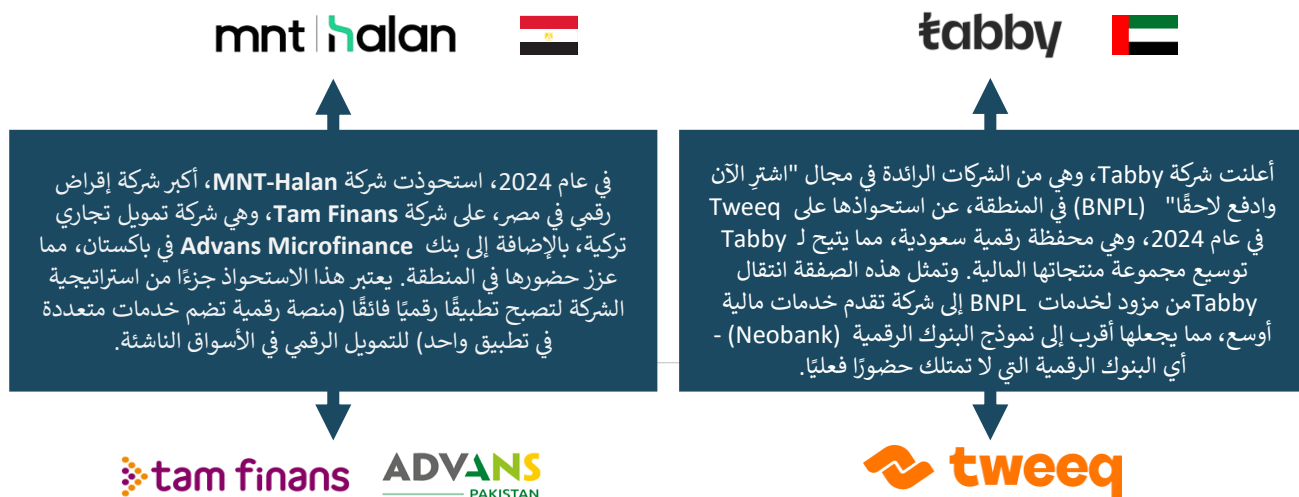 tabby
أعلنت شركة Tabby، وهي من الشركات الرائدة في مجال "اشترِ الآن
وادفع لاحقًا" (BNPL) في المنطقة، عن استحواذها على Tweeq
في عام 2024، وهي محفظة رقمية سعودية، مما يتيح لـ Tabby
توسيع مجموعة منتجاتها المالية. وتمثل هذه الصفقة انتقال
Tabbyمن مزود لخدمات BNPL إلى شركة تقدم خدمات مالية
أوسع، مما يجعلها أقرب إلى نموذج البنوك الرقمية (Neobank) -
أي البنوك الرقمية التي لا تمتلك حضورًا فعليًا.
tweeq
mnt halan
في عام 2024، استحوذت شركة MNT-Halan، أكبر شركة إقراض
رقمي في مصر، على شركة Tam Finans، وهي شركة تمويل تجاري
تركية، بالإضافة إلى بنك Advans Microfinance في باكستان، مما
عزز حضورها في المنطقة. يعتبر هذا الاستحواذ جزءًا من استراتيجية
الشركة لتصبح تطبيقًا رقميًا فائقًا (منصة رقمية تضم خدمات متعددة
في تطبيق واحد) للتمويل الرقمي في الأسواق الناشئة.
tam finans
ADVANS
PAKISTAN